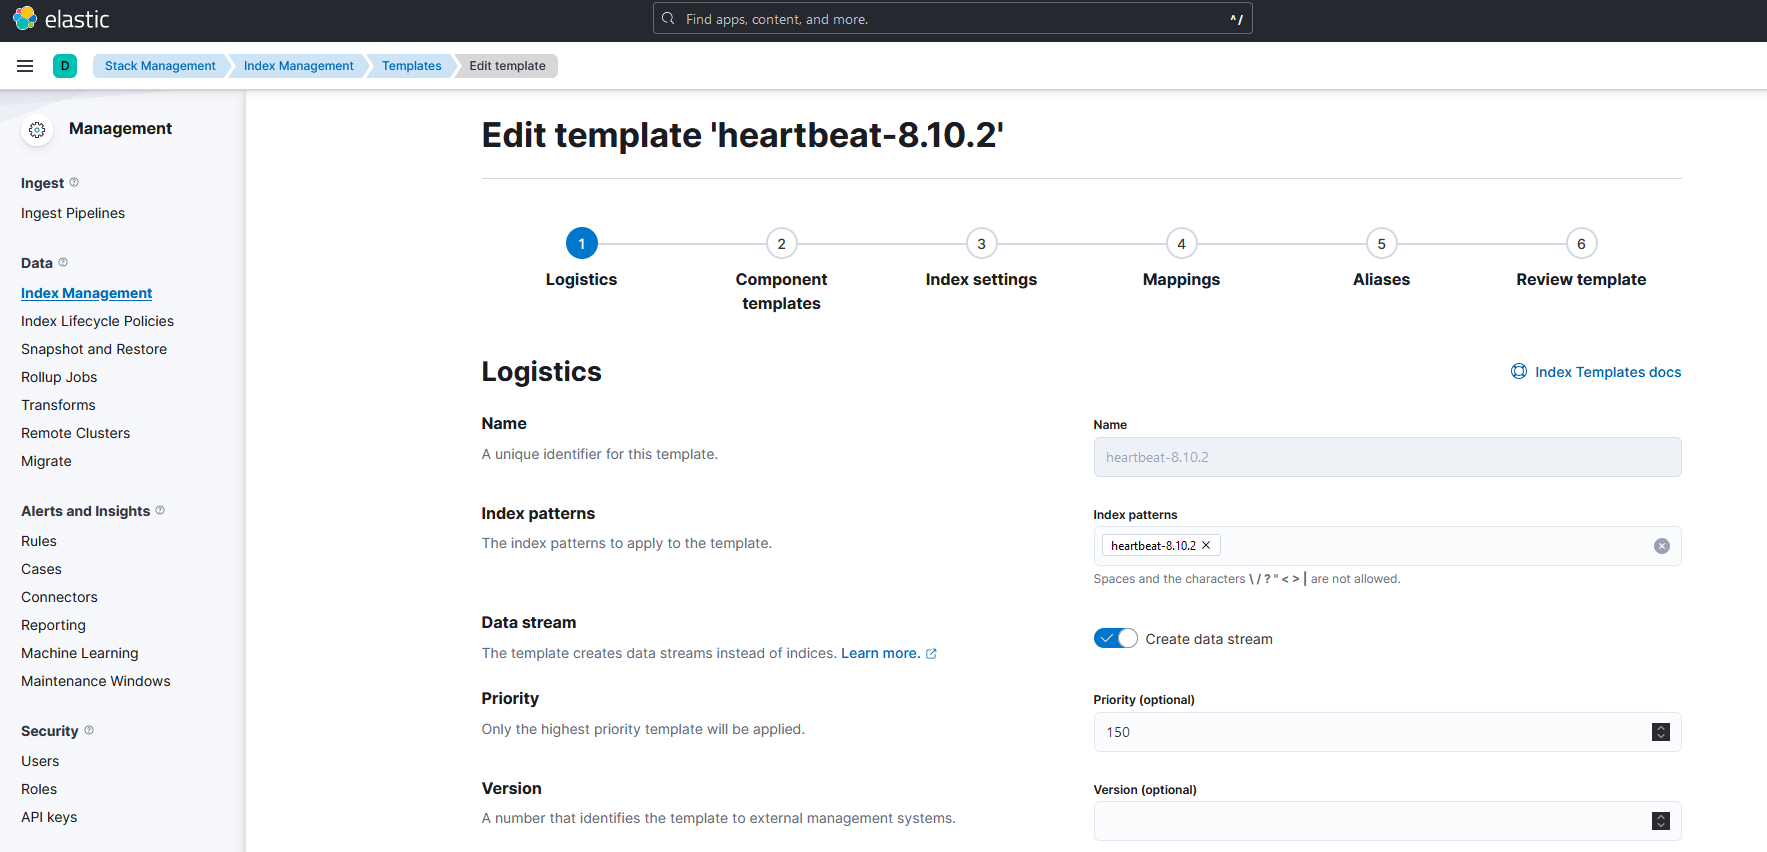 elastic
Find apps, content, and more.
^/
D
Stack Management
Index Management
Templates
Edit template
Management
Ingest
Ingest Pipelines
Data
Index Management
Index Lifecycle Policies
Snapshot and Restore
Rollup Jobs
Transforms
Remote Clusters
Migrate
Alerts and Insights
Rules
Cases
Connectors
Reporting
Machine Learning
Maintenance Windows
Security
Users
Roles
API keys
Edit template 'heartbeat-8.10.2'
1
Logistics
2
Component
templates
3
Index settings
4
Mappings
5
Aliases
6
Review template
Logistics
Index Templates docs
Name
A unique identifier for this template.
Name
heartbeat-8.10.2
Index patterns
The index patterns to apply to the template.
Index patterns
heartbeat-8.10.2
Spaces and the characters \ / ? " < > | are not allowed.
Data stream
The template creates data streams instead of indices. Learn more.
Create data stream
Priority
Only the highest priority template will be applied.
Priority (optional)
150
Version
A number that identifies the template to external management systems.
Version (optional)